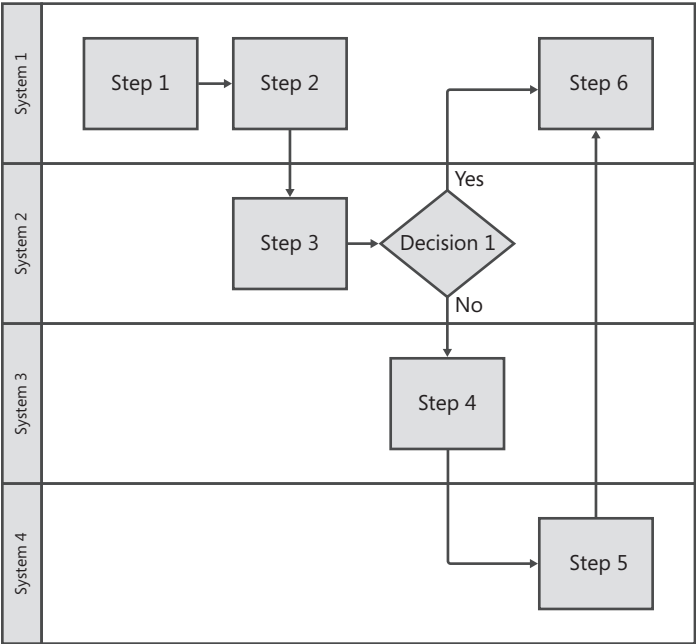 System 1
Step 1
Step 2
Step 6
System 2
Step 3
Decision 1
Yes
No
System 3
Step 4
System 4
Step 5